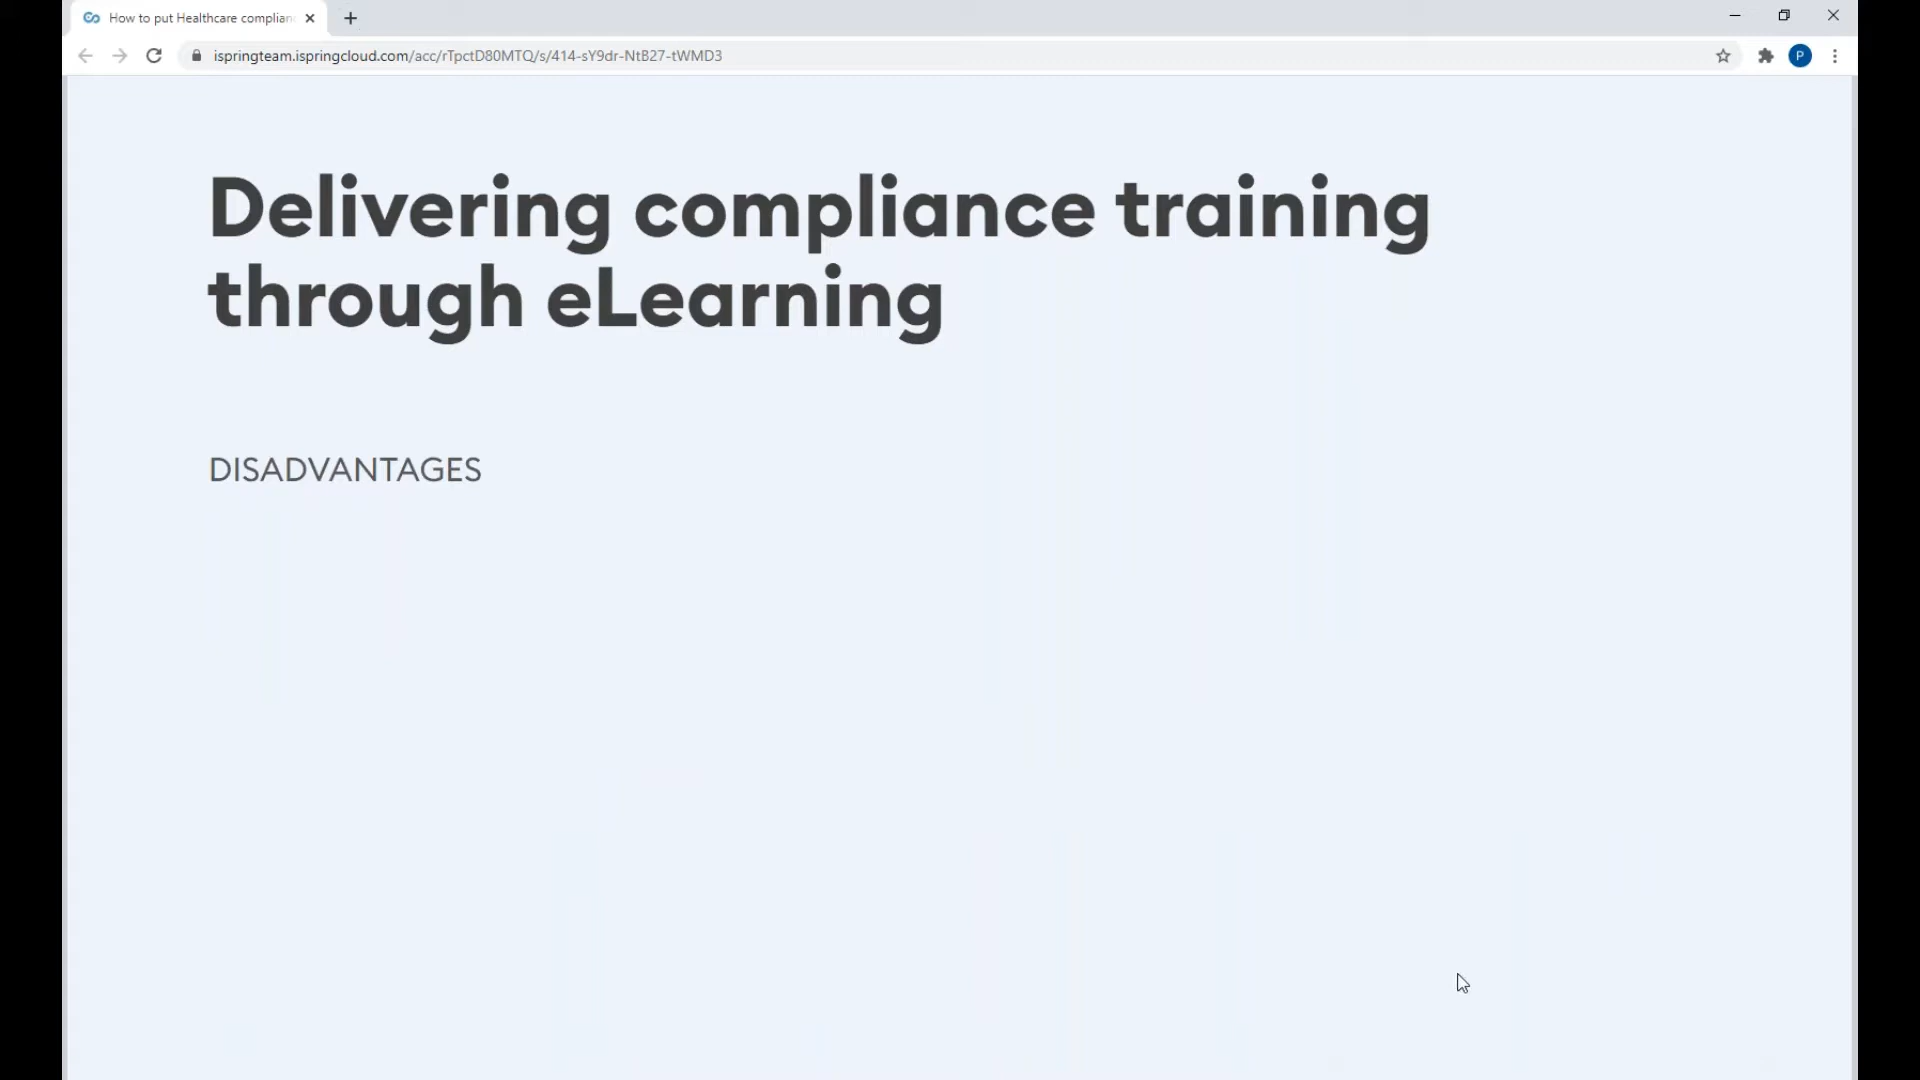 How to put Healthcare complian
ispringteam.ispringcloud.com/acc/rTpctD80MTQ/s/414-sY9dr-NtB27-tWMD3
P
Delivering compliance training
through eLearning
DISADVANTAGES